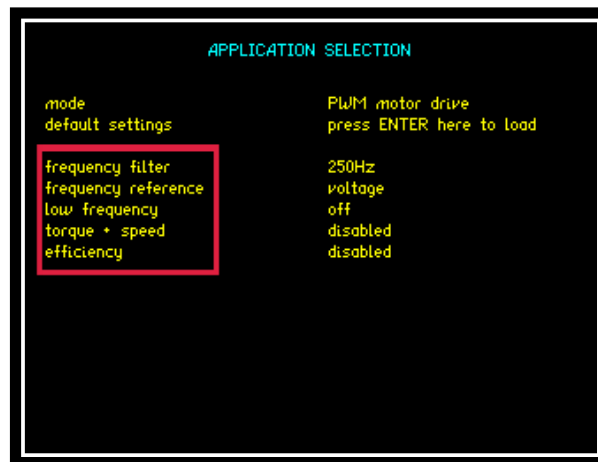 APPLICATION SELECTION
mode PWM motor drive
default settings press ENTER here to load
frequency filter 250Hz
frequency reference voltage
low frequency off
torque + speed disabled
efficiency disabled